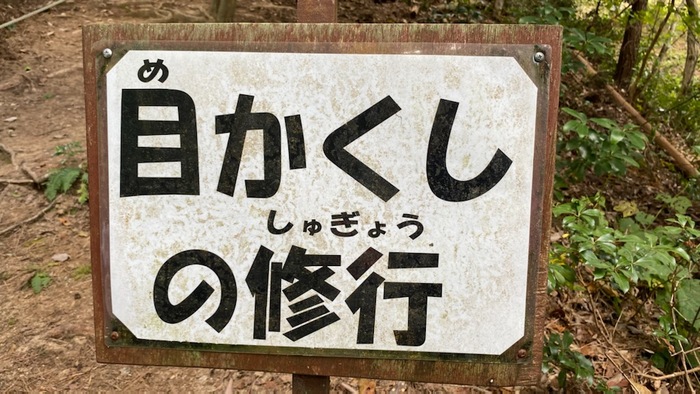 め
目かくし
しゅぎょう
の修行